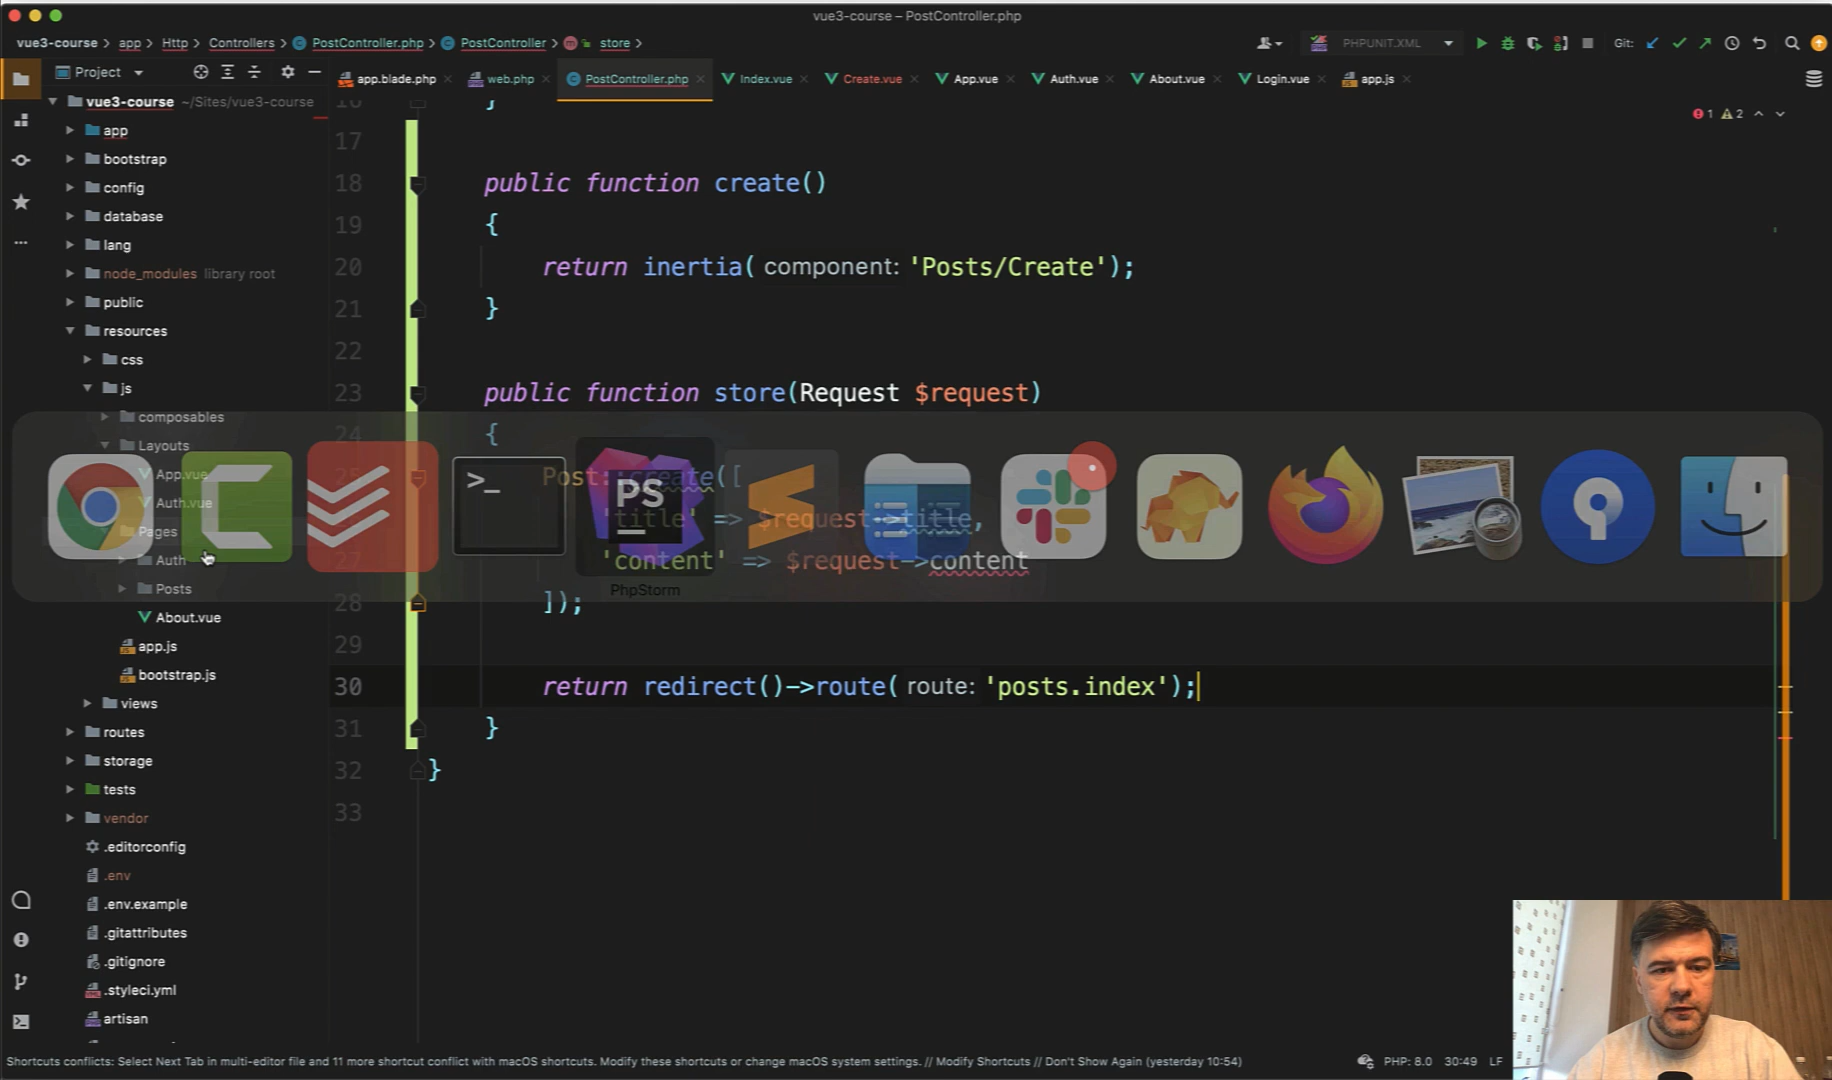 vue3-course – PostController.php
vue3-course > app > Http > Controllers > PostController.php > PostController > store >
PHPUNIT.XML
Git:
Project
app.blade.php
web.php
PostController.php
Index.vue
Create.vue
App.vue
Auth.vue
About.vue
Login.vue
app.js
vue3-course ~/Sites/vue3-course
app
bootstrap
config
database
lang
node_modules library root
public
resources
css
js
composables
Layouts
App.vue
Auth.vue
Pages
Auth
Posts
About.vue
app.js
bootstrap.js
views
routes
storage
tests
vendor
.editorconfig
.env
.env.example
.gitattributes
.gitignore
.styleci.yml
artisan
1 2
16 }
17
18 public function create()
19 {
20 return inertia( component: 'Posts/Create');
21 }
22
23 public function store(Request $request)
24 {
25 Post::create([
'title' => $request->title,
27 'content' => $request->content
28 ]);
29
30 return redirect()->route( route: 'posts.index');
31 }
32 }
33
>_
PS
PhpStorm
Shortcuts conflicts: Select Next Tab in multi-editor file and 11 more shortcut conflict with macOS shortcuts. Modify these shortcuts or change macOS system settings. // Modify Shortcuts // Don't Show Again (yesterday 10:54)
PHP: 8.0 30:49 LF